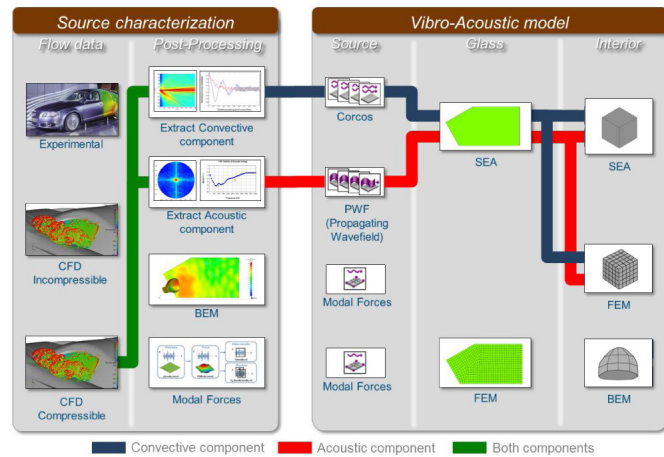 Source characterization
Vibro-Acoustic model
Flow data
Post-Processing
Source
Glass
Interior
Experimental
Extract Convective
component
Corcos
SEA
SEA
CFD
Incompressible
Extract Acoustic
component
PWF
(Propagating
Wavefield)
BEM
Modal Forces
FEM
CFD
Compressible
Modal Forces
Modal Forces
FEM
BEM
Convective component
Acoustic component
Both components